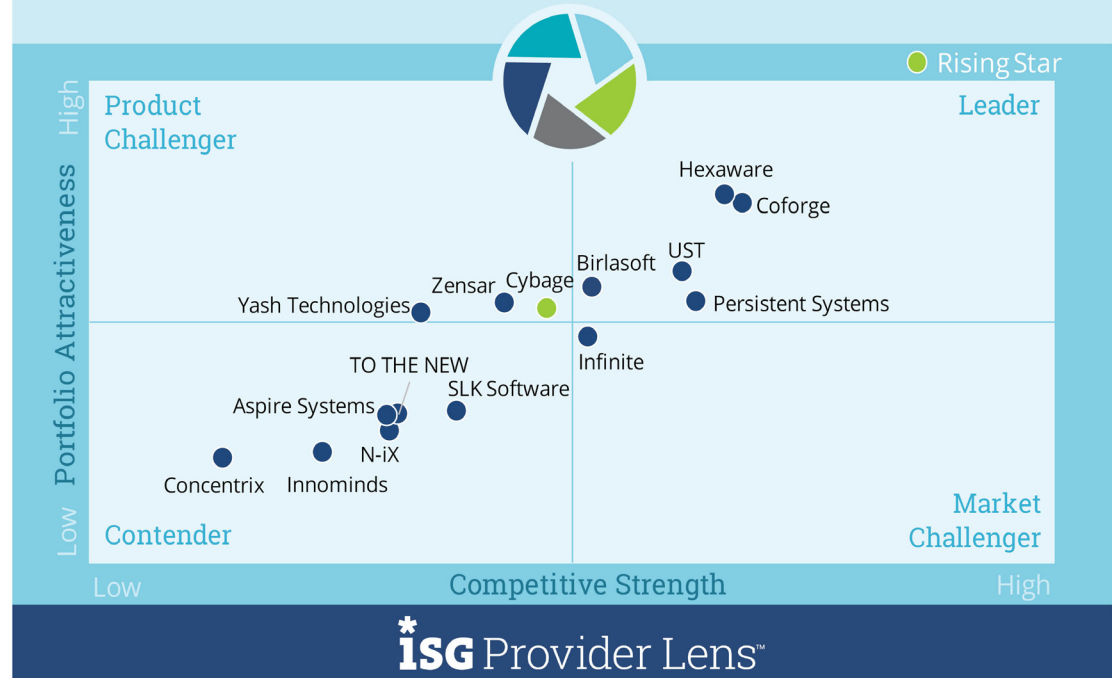 Rising Star
High
Product
Challenger
Leader
Hexaware
Coforge
UST
Birlasoft
Cybage
Zensar
Persistent Systems
Yash Technologies
Portfolio Attractiveness
Infinite
TO THE NEW
SLK Software
Aspire Systems
N-iX
Concentrix
Innominds
Market
Challenger
Contender
Low
Low
Competitive Strength
High
*iSG Provider Lens™